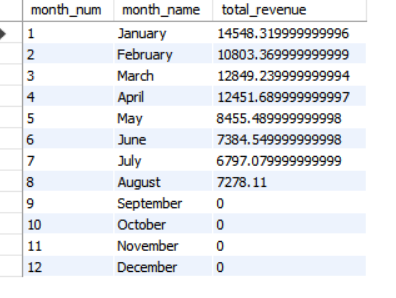 month_num month_name total_revenue
1 January 14548.319999999996
2 February 10803.369999999999
3 March 12849.239999999994
4 April 12451.689999999997
5 May 8455.489999999998
6 June 7384.549999999998
7 July 6797.079999999999
8 August 7278.11
9 September 0
10 October 0
11 November 0
12 December 0